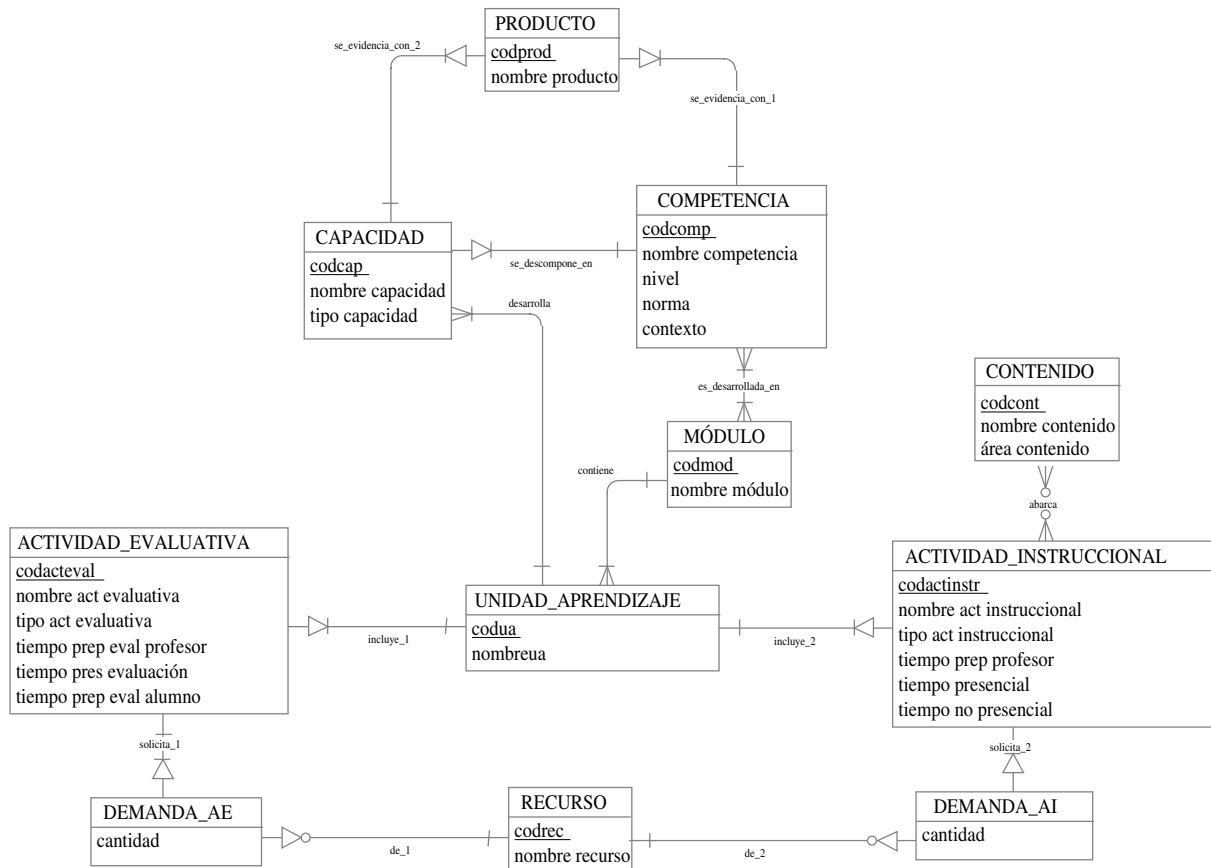 PRODUCTO
codprod
nombre producto
se_evidencia_con_2
se_evidencia_con_1
COMPETENCIA
codcomp
nombre competencia
nivel
norma
contexto
CAPACIDAD
codcap
nombre capacidad
tipo capacidad
se_descompone_en
desarrolla
es_desarrollada_en
CONTENIDO
codcont
nombre contenido
área contenido
MÓDULO
codmod
nombre módulo
contiene
abarca
ACTIVIDAD_EVALUATIVA
codacteval
nombre act evaluativa
tipo act evaluativa
tiempo prep eval profesor
tiempo pres evaluación
tiempo prep eval alumno
incluye_1
UNIDAD_APRENDIZAJE
codua
nombreua
incluye_2
ACTIVIDAD_INSTRUCCIONAL
codactinstr
nombre act instruccional
tipo act instruccional
tiempo prep profesor
tiempo presencial
tiempo no presencial
solicita_1
solicita_2
DEMANDA_AE
cantidad
de_1
RECURSO
codrec
nombre recurso
de_2
DEMANDA_AI
cantidad